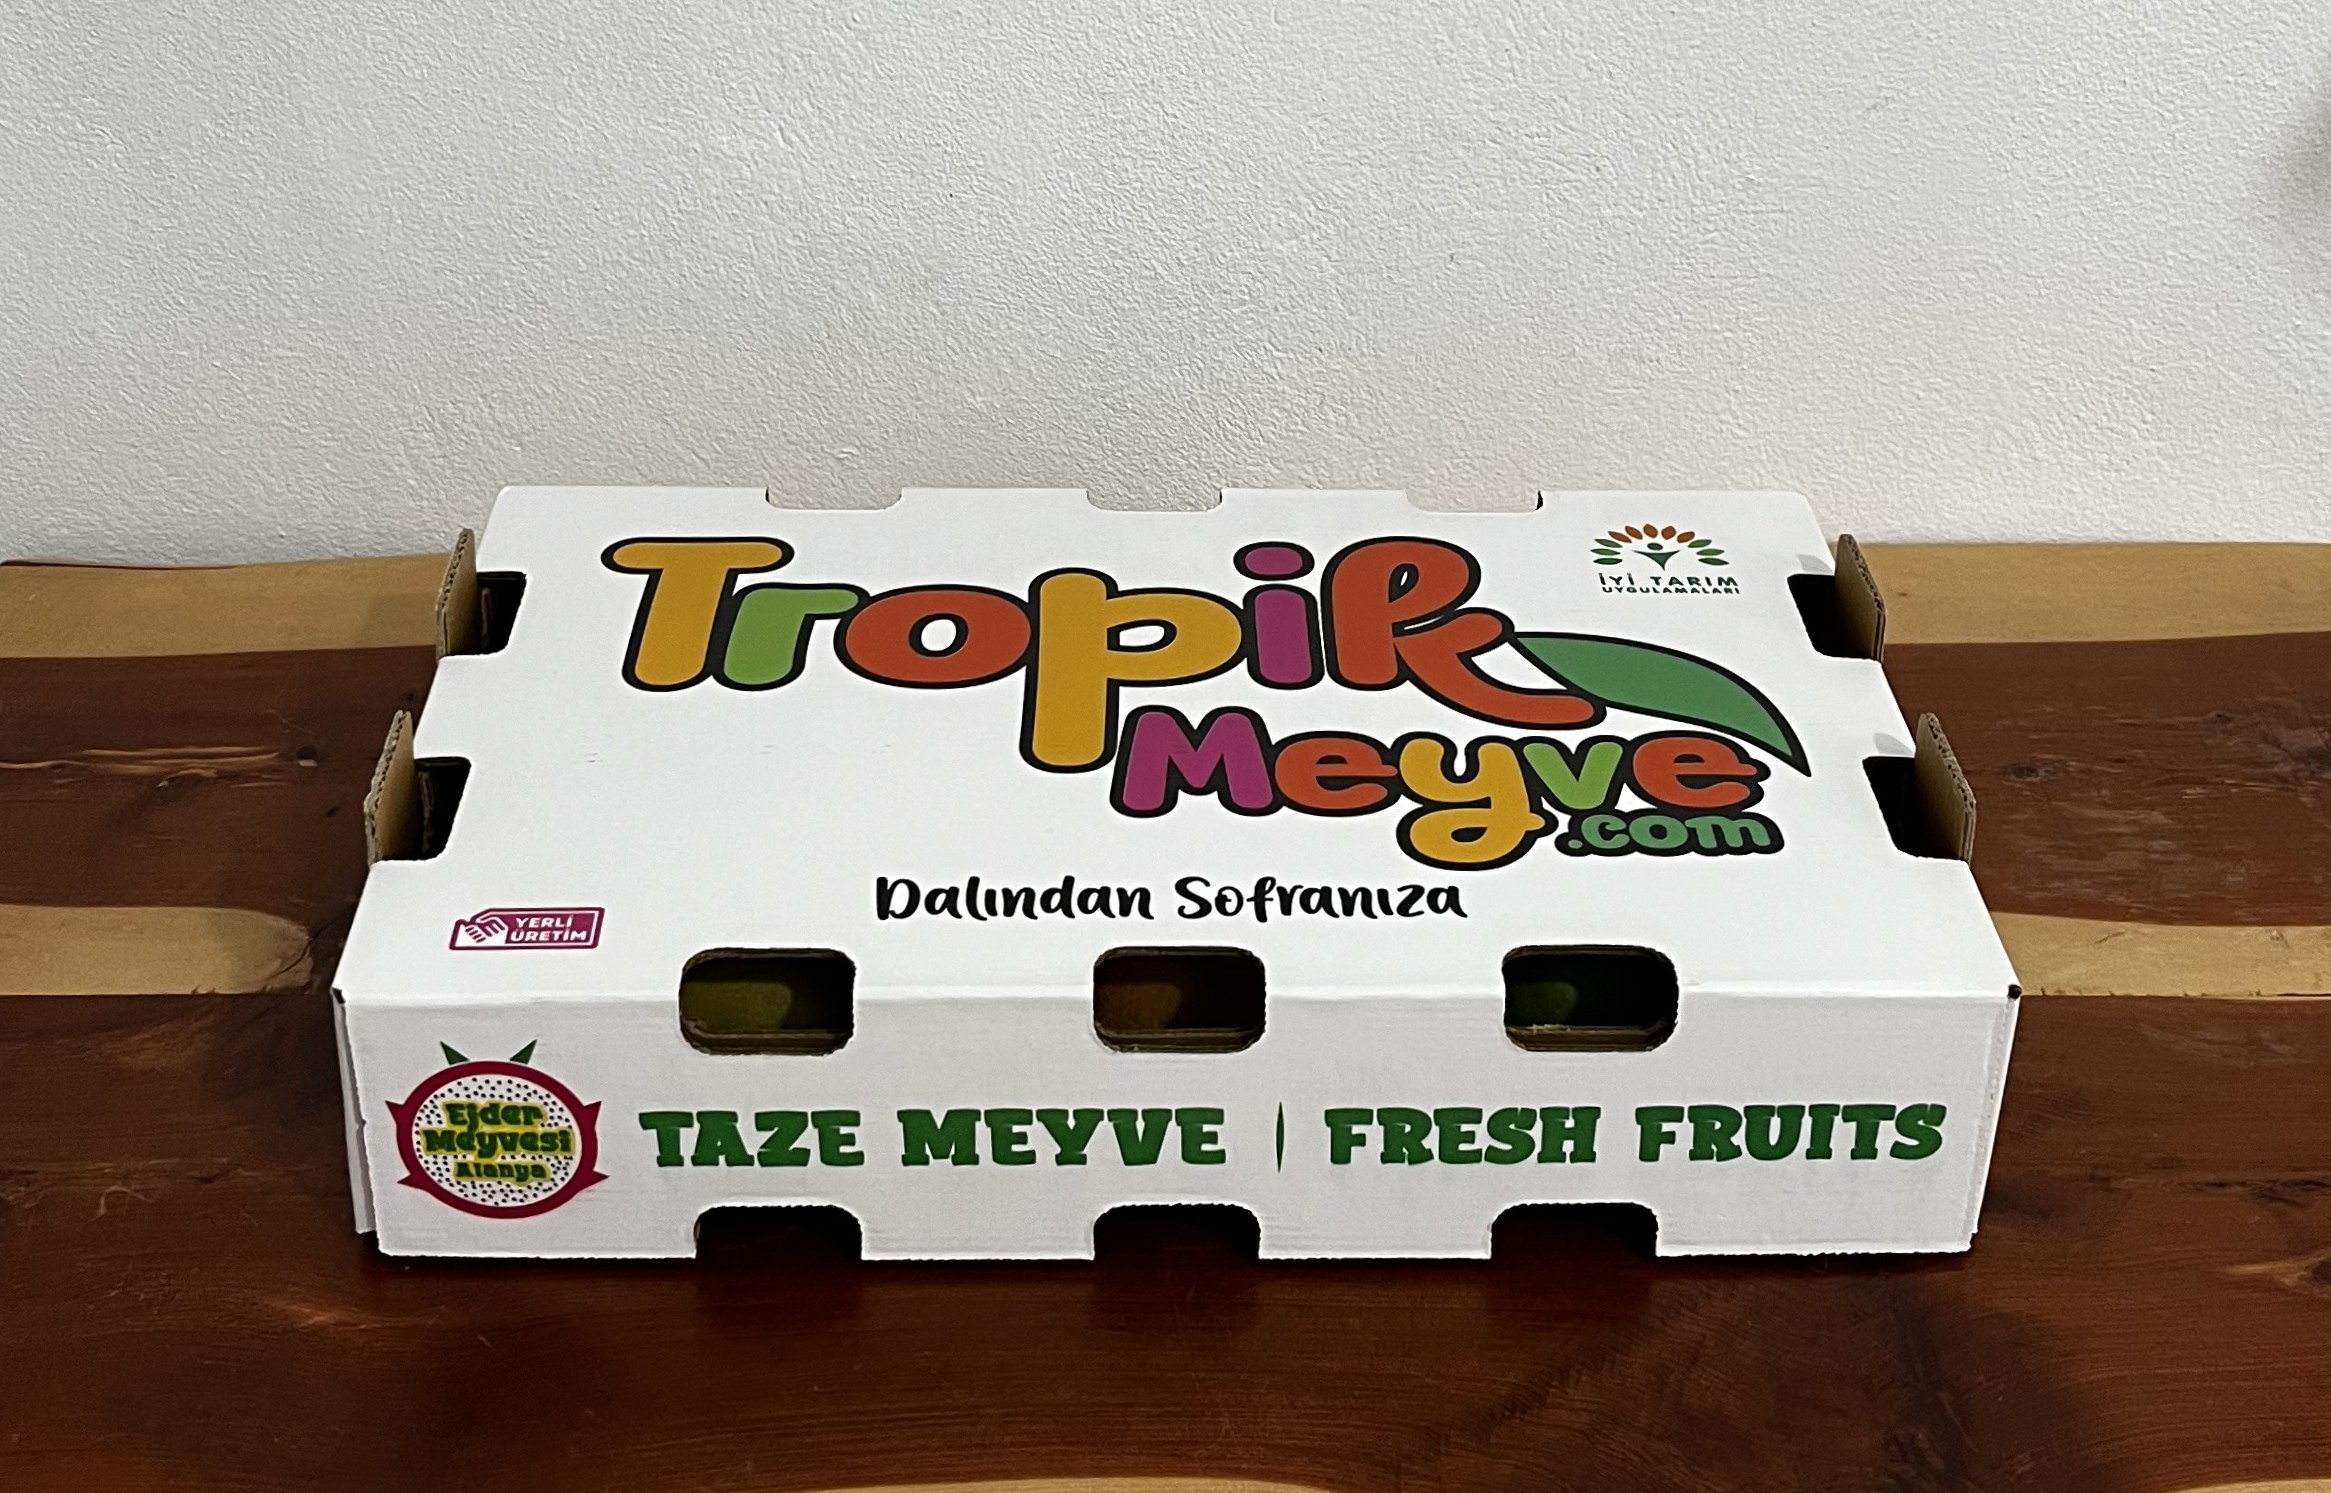 Tropik
Meyve
.com
İYİ TARIM
UYGULAMALARI
Dalından Sofranıza
YERLİ
ÜRETİM
Ejder
Meyvesi
Alanya
TAZE MEYVE | FRESH FRUITS